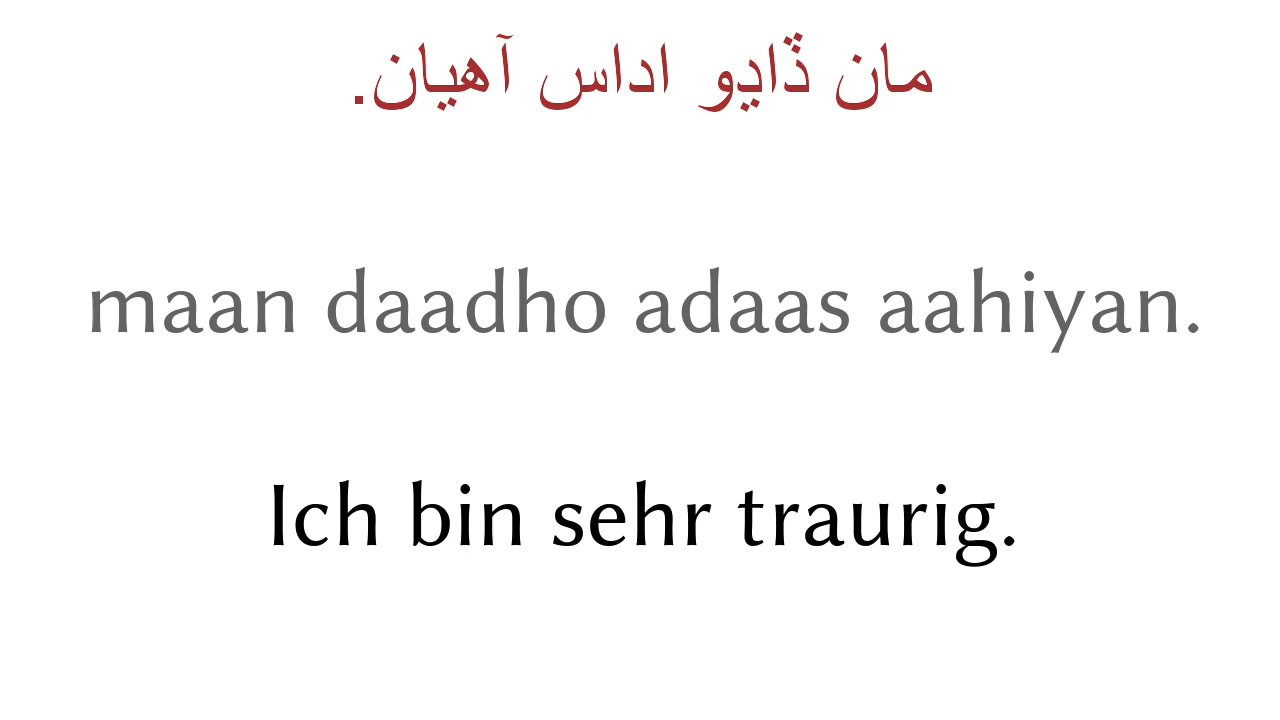 مان ڏاڍو اداس آهيان.
maan daadho adaas aahiyan.
Ich bin sehr traurig.